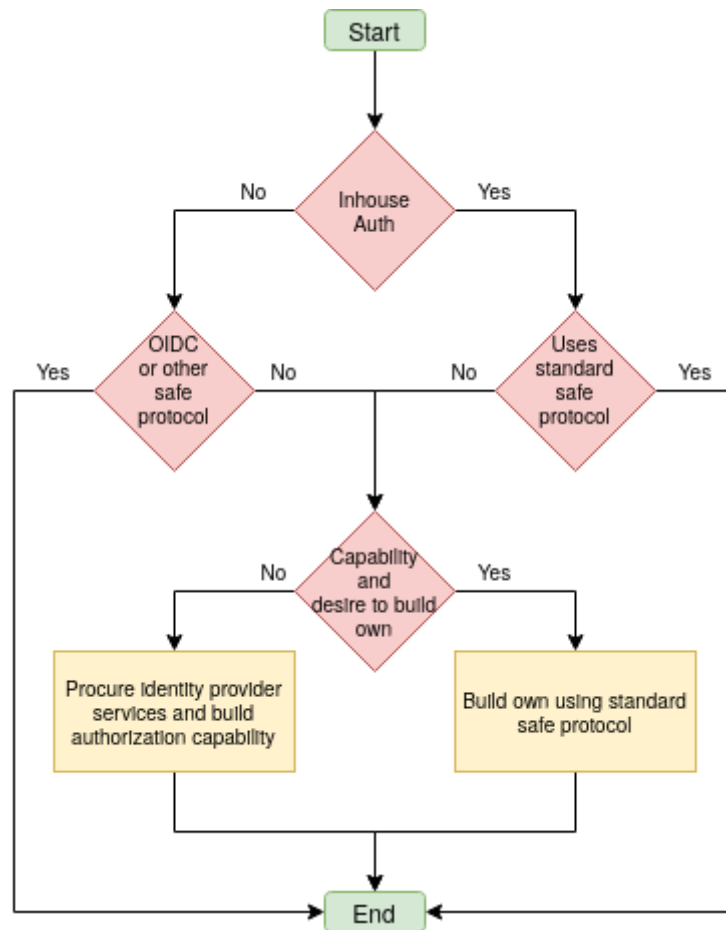 Start
No
Yes
Inhouse
Auth
Yes
OIDC
or other
safe
protocol
No
No
Uses
standard
safe
protocol
Yes
No
Capability
and
desire to build
own
Yes
Procure identity provider
services and build
authorization capability
Build own using standard
safe protocol
End